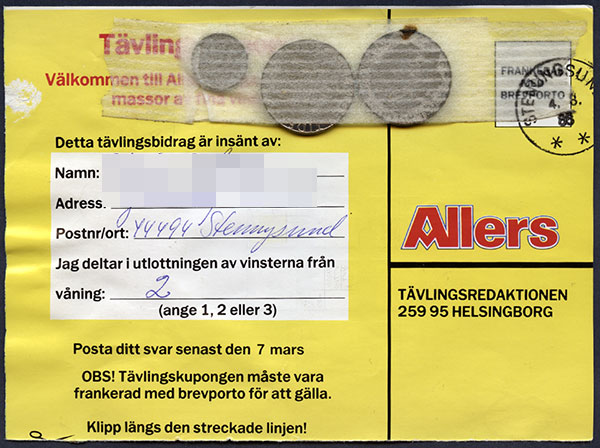 Tävling
Välkommen till
massor av
FRANKERAS
BREVPORTO
STENUNGSUND
4. 3.
88
Detta tävlingsbidrag är insänt av:
Namn:
Adress.
Postnr/ort: 44494 Stennysund
Jag deltar i utlottningen av vinsterna från
våning: 2
(ange 1, 2 eller 3)
Posta ditt svar senast den 7 mars
OBS! Tävlingskupongen måste vara
frankerad med brevporto för att gälla.
Klipp längs den streckade linjen!
Allers
TÄVLINGSREDAKTIONEN
259 95 HELSINGBORG